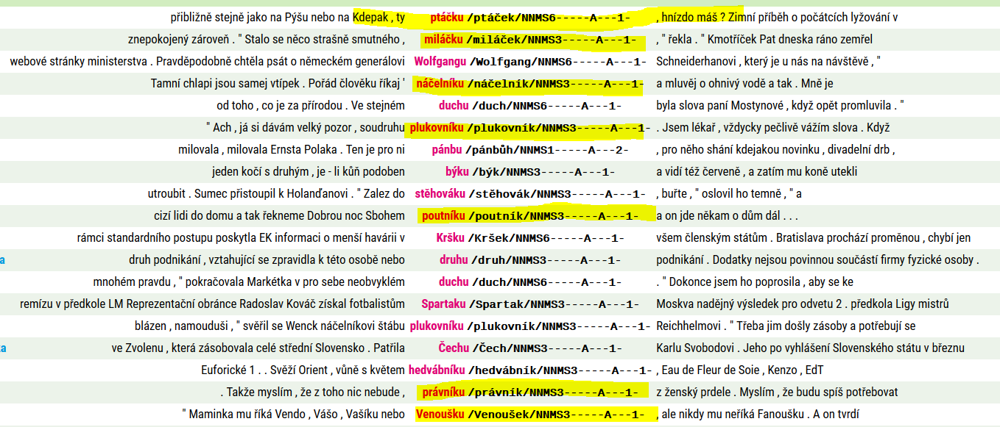 přibližně stejně jako na Pýšu nebo na Kdepak , ty ptáčku /ptáček/NNMS6-----A---1- , hnízdo máš ? Zimní příběh o počátcích lyžování v
znepokojený zároveň . " Stalo se něco strašně smutného , miláčku /miláček/NNMS3-----A---1- , " řekla . " Kmotříček Pat dneska ráno zemřel
webové stránky ministerstva . Pravděpodobně chtěla psát o německém generálovi Wolfgangu /Wolfgang/NNMS6-----A---1- Schneiderhanovi , který je u nás na návštěvě , "
Tamní chlapi jsou samej vtípek . Pořád člověku říkaj ' náčelníku /náčelník/NNMS3-----A---1- a mluvěj o ohnivý vodě a tak . Mně je
od toho , co je za přírodou . Ve stejném duchu /duch/NNMS6-----A---1- byla slova paní Mostynové , když opět promluvila . "
" Ach , já si dávám velký pozor , soudruhu plukovníku /plukovník/NNMS3-----A---1- . Jsem lékař , vždycky pečlivě vážím slova . Když
milovala , milovala Ernsta Polaka . Ten je pro ni pánbu /pánbůh/NNMS1-----A---2- , pro něho shání kdejakou novinku , divadelní drb ,
jeden kočí s druhým , je - li kůň podoben býku /býk/NNMS3-----A---1- a vidí též červeně , a zatím mu koně utekli
utroubit . Sumec přistoupil k Holanďanovi . " Zalez do stěhováku /stěhovák/NNMS3-----A---1- , buřte , " oslovil ho temně , " a
cizí lidi do domu a tak řekneme Dobrou noc Sbohem poutníku /poutník/NNMS3-----A---1- a on jde někam o dům dál . . .
rámci standardního postupu poskytla EK informaci o menší havárii v Kršku /Kršek/NNMS6-----A---1- všem členským státům . Bratislava prochází proměnou , chybí jen
a druh podnikání , vztahující se zpravidla k této osobě nebo druhu /druh/NNMS3-----A---1- podnikání . Dodatky nejsou povinnou součástí firmy fyzické osoby .
mnohém pravdu , " pokračovala Markétka v pro sebe neobvyklém duchu /duch/NNMS6-----A---1- . " Dokonce jsem ho poprosila , aby se ke
remízu v předkole LM Reprezentační obránce Radoslav Kováč získal fotbalistům Spartaku /Spartak/NNMS3-----A---1- Moskva nadějný výsledek pro odvetu 2 . předkola Ligy mistrů
blázen , namouduši , " svěřil se Wenck náčelníkovi štábu plukovníku /plukovník/NNMS3-----A---1- Reichhelmovi . " Třeba jim došly zásoby a potřebují se
a ve Zvolenu , která zásobovala celé střední Slovensko . Patřila Čechu /Čech/NNMS3-----A---1- Karlu Svobodovi . Jeho po vyhlášení Slovenského státu v březnu
Euforické 1 . . Svěží Orient , vůně s květem hedvábníku /hedvábník/NNMS3-----A---1- , Eau de Fleur de Soie , Kenzo , EdT
. Takže myslím , že z toho nic nebude , právníku /právník/NNMS3-----A---1- z ženský prdele . Myslím , že budu spíš potřebovat
" Maminka mu říká Vendo , Vášo , Vašíku nebo Venoušku /Venoušek/NNMS3-----A---1- , ale nikdy mu neříká Fanoušku . A on tvrdí